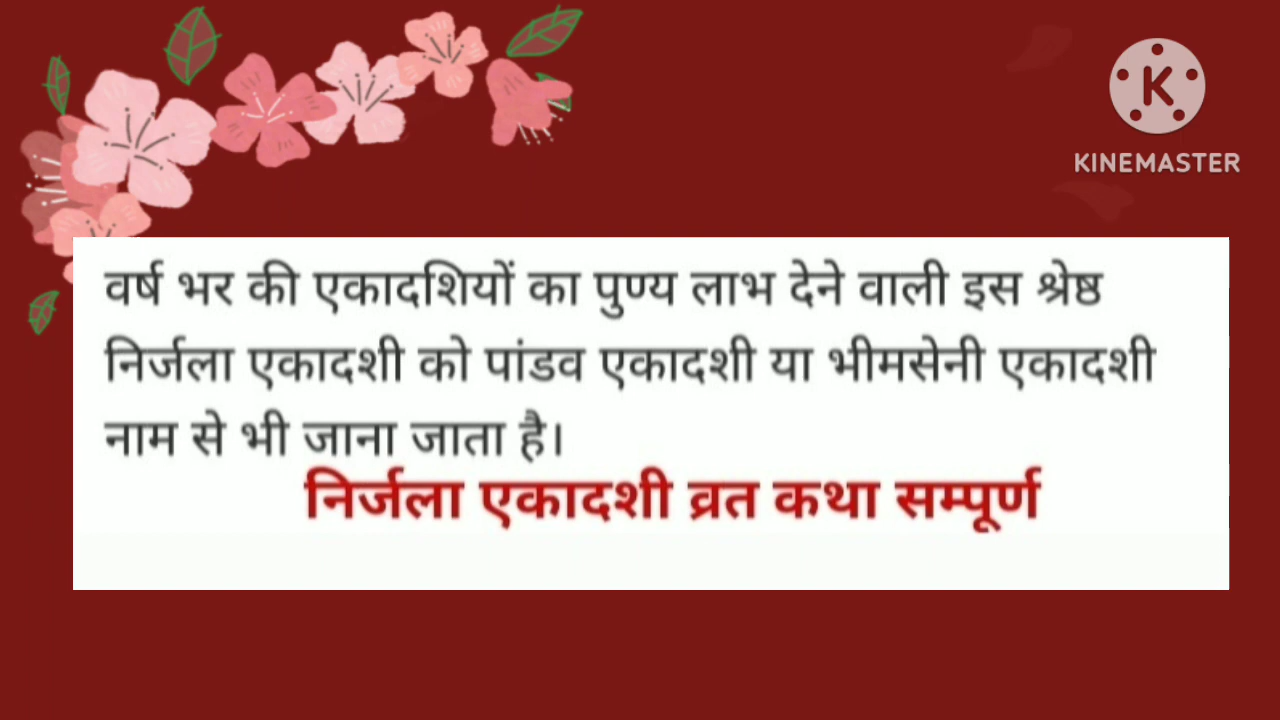 KINEMASTER
वर्ष भर की एकादशियों का पुण्य लाभ देने वाली इस श्रेष्ठ
निर्जला एकादशी को पांडव एकादशी या भीमसेनी एकादशी
नाम से भी जाना जाता है।
निर्जला एकादशी व्रत कथा सम्पूर्ण